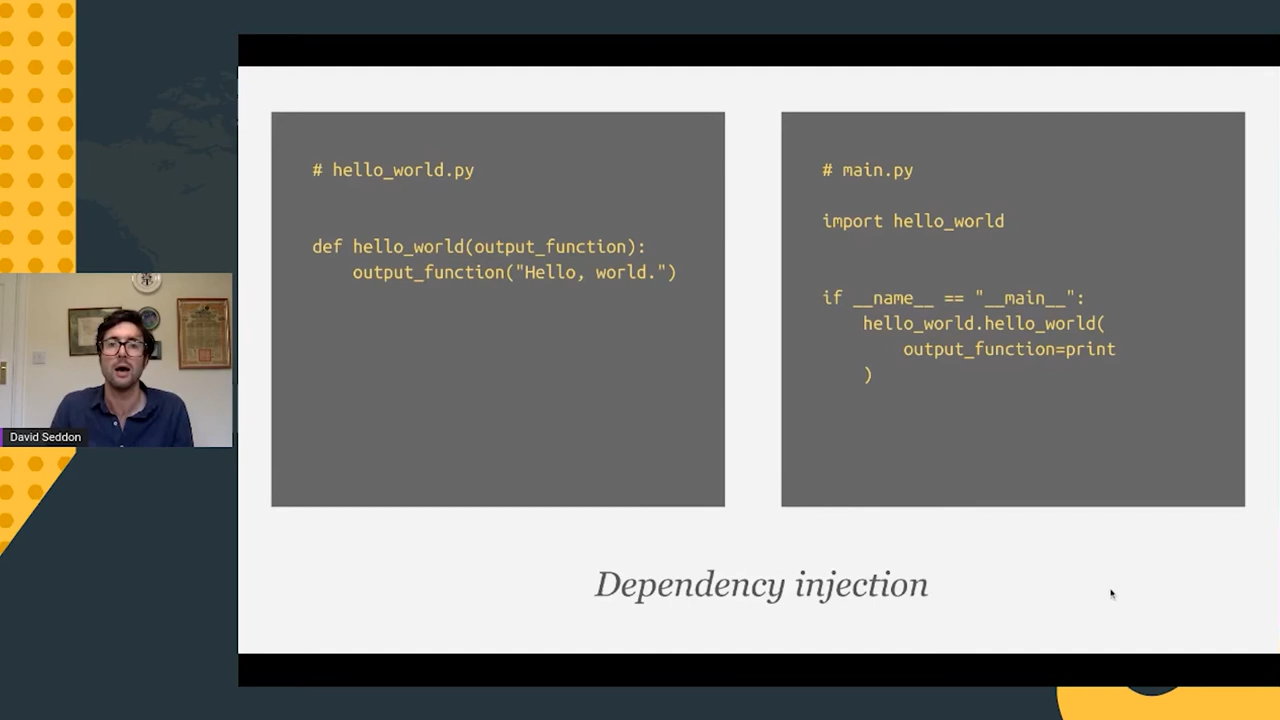 # hello_world.py
def hello_world(output_function):
    output_function("Hello, world.")
# main.py
import hello_world
if __name__ == "__main__":
    hello_world.hello_world(
        output_function=print
    )
David Seddon
Dependency injection